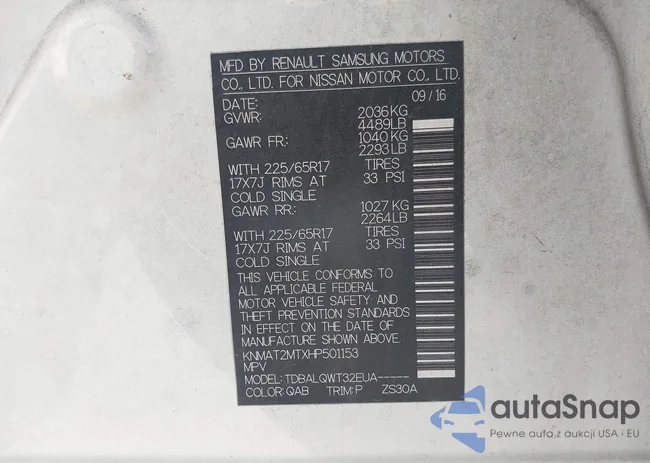 MFD BY RENAULT SAMSUNG MOTORS
CO., LTD. FOR NISSAN MOTOR CO., LTD.
DATE: 09/16
GVWR: 2036KG
4489LB
GAWR FR: 1040KG
2293LB
WITH 225/65R17 TIRES
17X7J RIMS AT 33 PSI
COLD SINGLE
GAWR RR: 1027KG
2264LB
WITH 225/65R17 TIRES
17X7J RIMS AT 33 PSI
COLD SINGLE
THIS VEHICLE CONFORMS TO
ALL APPLICABLE FEDERAL
MOTOR VEHICLE SAFETY AND
THEFT PREVENTION STANDARDS
IN EFFECT ON THE DATE OF
MANUFACTURE SHOWN ABOVE.
KNMAT2MTXHP501153
MPV
MODEL: TDBALQWT32EUA-----
COLOR: QAB TRIM:P ZS30A
autaSnap
Pewne auta z aukcji USA i EU